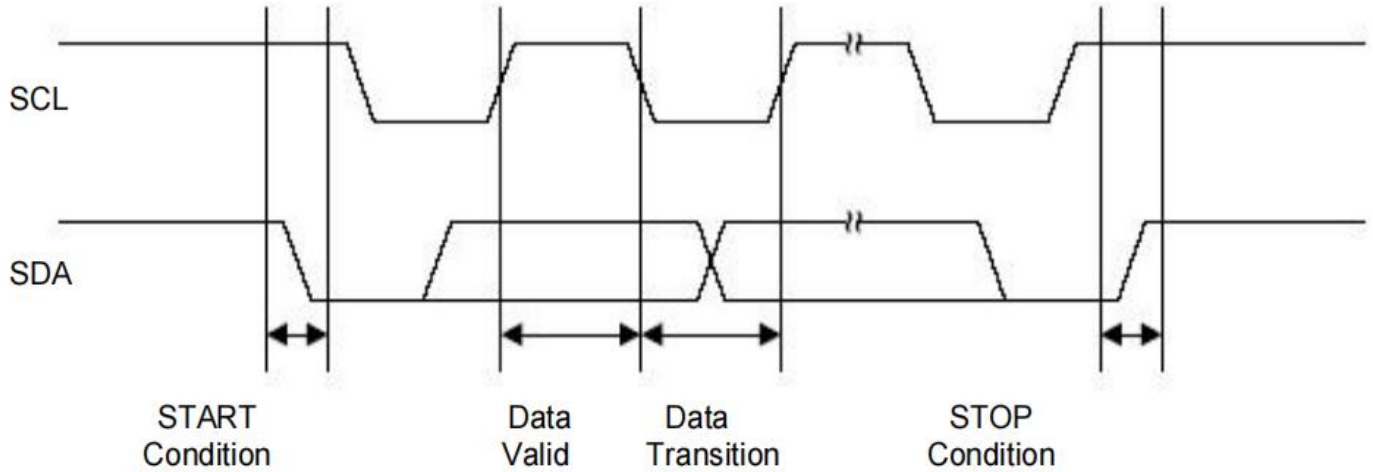 SCL
SDA
START Data Data STOP
Condition Valid Transition Condition